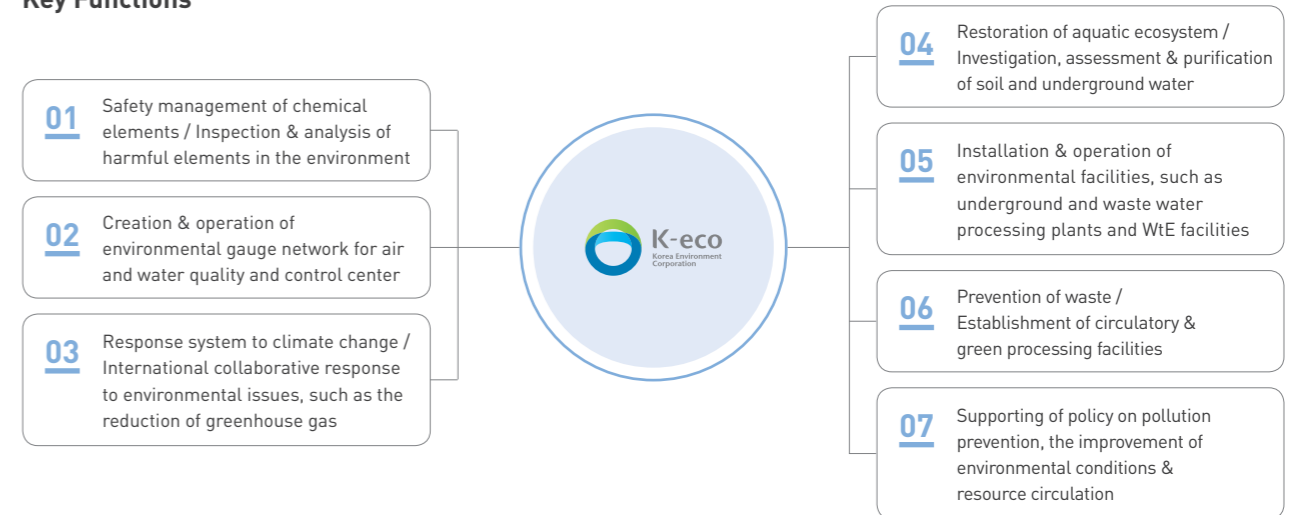 Key Functions
01
Safety management of chemical
elements / Inspection & analysis of
harmful elements in the environment
02
Creation & operation of
environmental gauge network for air
and water quality and control center
03
Response system to climate change /
International collaborative response
to environmental issues, such as the
reduction of greenhouse gas
K-eco
Korea Environment
Corporation
04
Restoration of aquatic ecosystem /
Investigation, assessment & purification
of soil and underground water
05
Installation & operation of
environmental facilities, such as
underground and waste water
processing plants and WtE facilities
06
Prevention of waste /
Establishment of circulatory &
green processing facilities
07
Supporting of policy on pollution
prevention, the improvement of
environmental conditions &
resource circulation